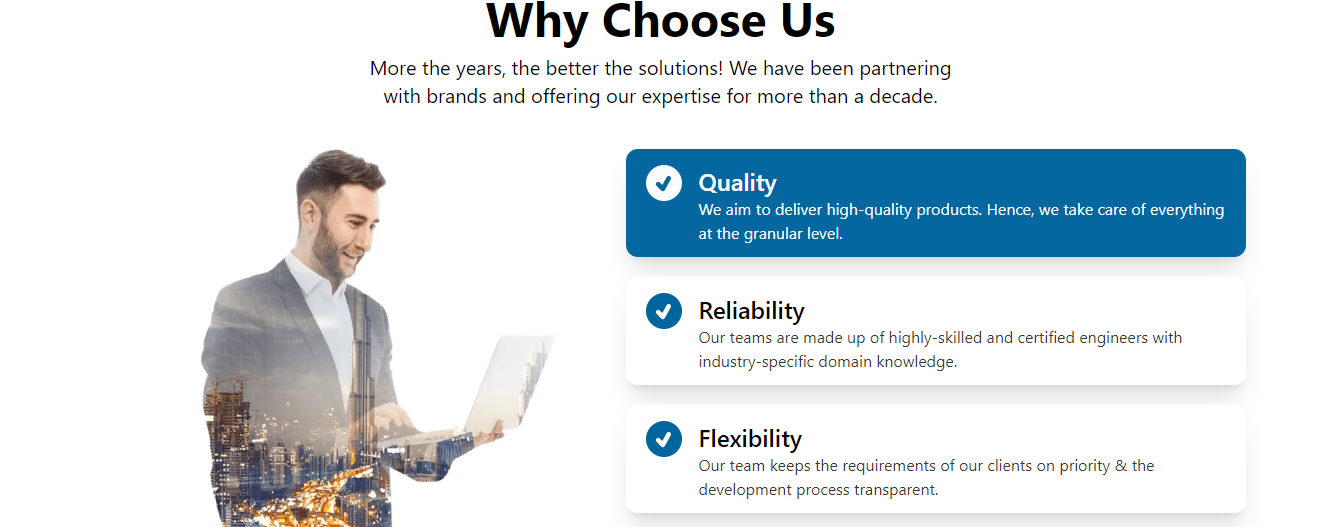 Why Choose Us
More the years, the better the solutions! We have been partnering
with brands and offering our expertise for more than a decade.
Quality
We aim to deliver high-quality products. Hence, we take care of everything
at the granular level.
Reliability
Our teams are made up of highly-skilled and certified engineers with
industry-specific domain knowledge.
Flexibility
Our team keeps the requirements of our clients on priority & the
development process transparent.